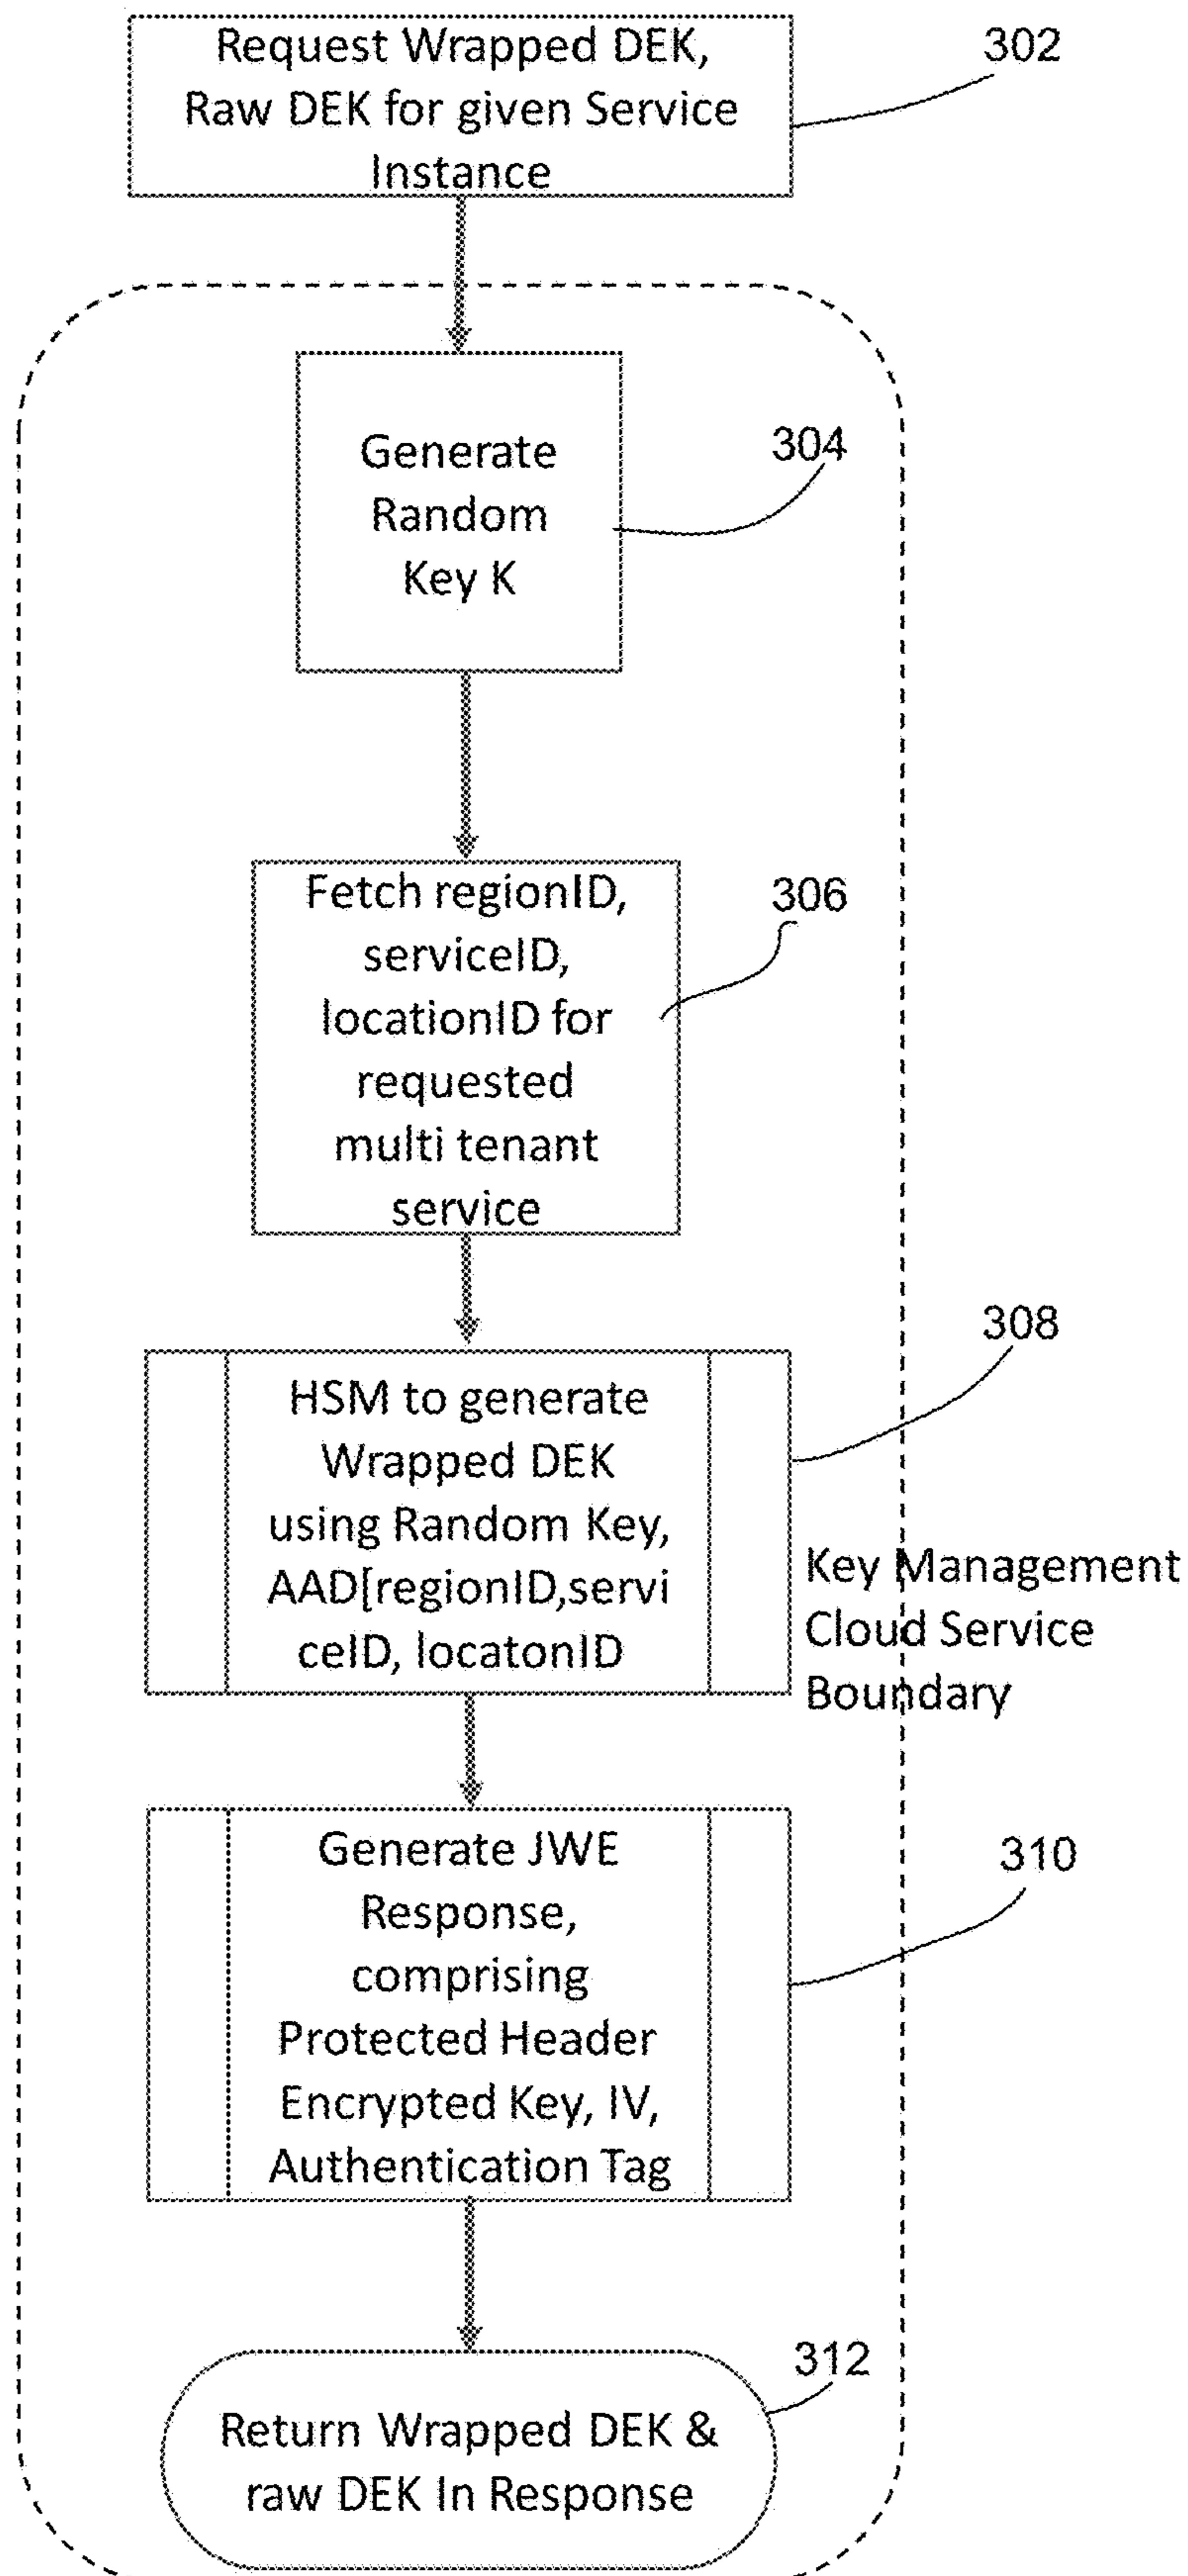 Request Wrapped DEK,
Raw DEK for given Service
Instance
302
Generate
Random
Key K
304
Fetch regionID,
serviceID,
locationID for
requested
multi tenant
service
306
HSM to generate
Wrapped DEK
using Random Key,
AAD[regionID,servi
ceID, locatonID
308
Key Management
Cloud Service
Boundary
Generate JWE
Response,
comprising
Protected Header
Encrypted Key, IV,
Authentication Tag
310
Return Wrapped DEK &
raw DEK In Response
312